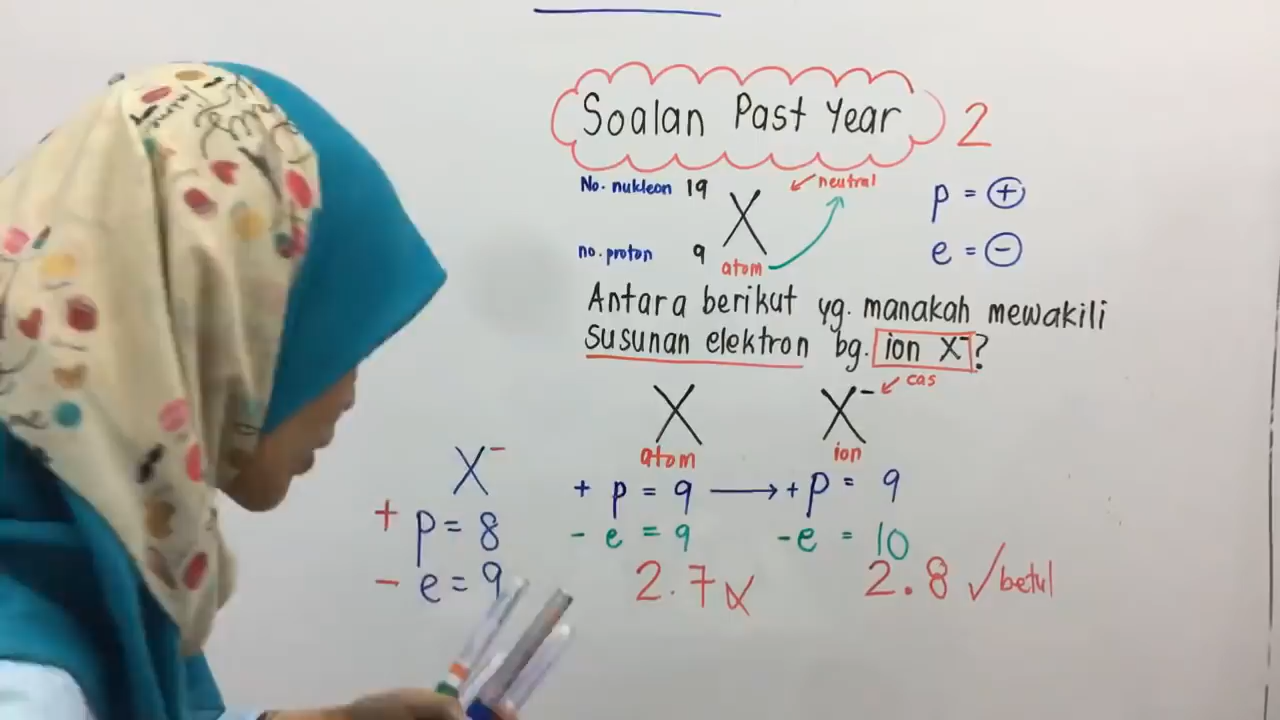 Soalan Past Year 2
No. nukleon 19 X neutral
no. proton 9
atom
p = +
e = -
Antara berikut yg. manakah mewakili
susunan elektron bg. ion X⁻?
X X⁻ cas
atom ion
+ p = 9 → + p = 9
- e = 9 - e = 10
2.7 x 2.8 ✓ betul
X⁻
+ p = 8
- e = 9